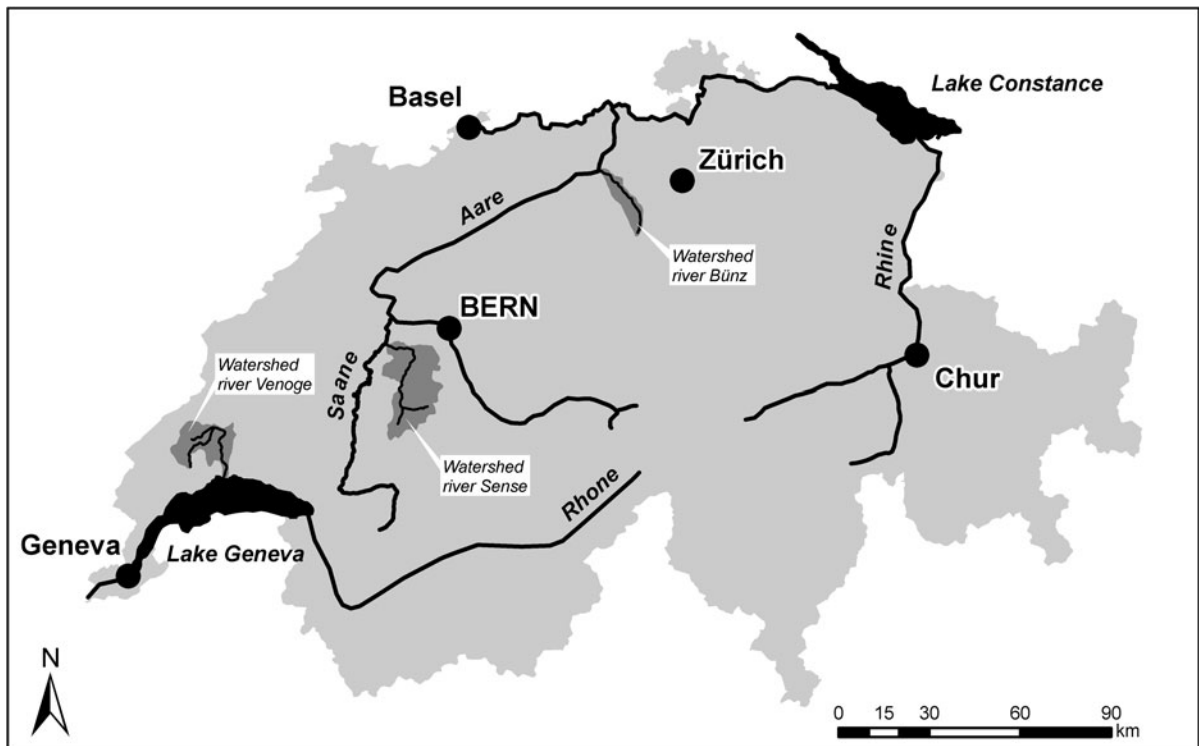 Lake Constance
Basel
Zürich
Aare
Watershed
river Bünz
Rhine
BERN
Watershed
river Venoge
Saane
Chur
Watershed
river Sense
Rhone
Geneva
Lake Geneva
N
0 15 30 60 90
km